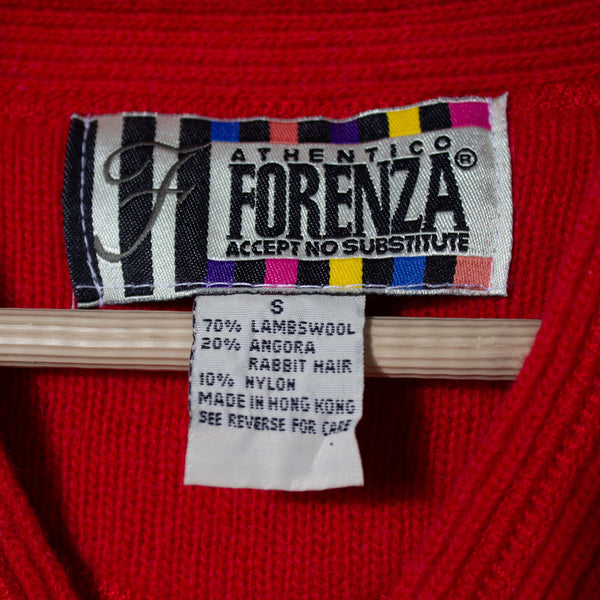 F
ATHENTICO
FORENZA®
ACCEPT NO SUBSTITUTE
S
70% LAMBSWOOL
20% ANGORA
RABBIT HAIR
10% NYLON
MADE IN HONG KONG
SEE REVERSE FOR CARE